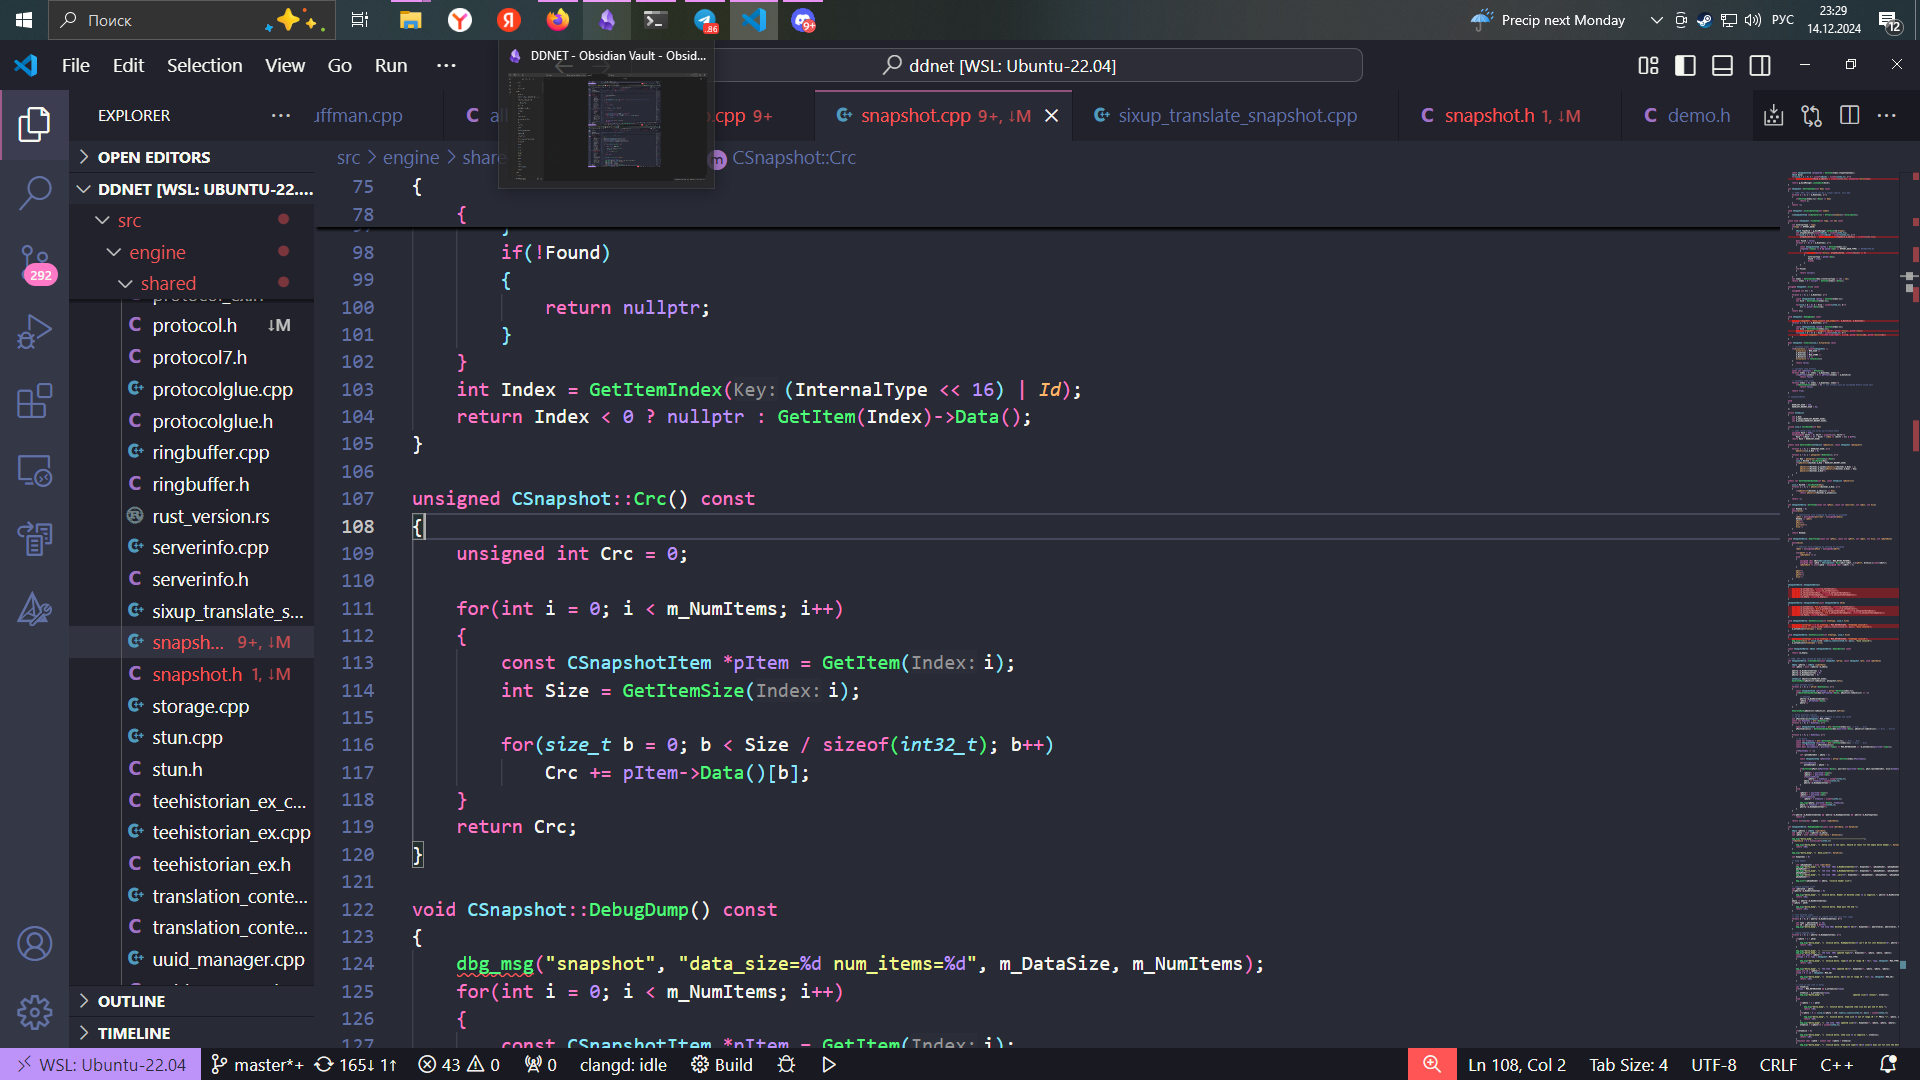 Поиск
86
9+
Precip next Monday
РУС
23:29
14.12.2024
12
DDNET - Obsidian Vault - Obsid...
File Edit Selection View Go Run ···
ddnet [WSL: Ubuntu-22.04]
EXPLORER
uffman.cpp
.cpp 9+
snapshot.cpp 9+, ↓M
sixup_translate_snapshot.cpp
snapshot.h 1, ↓M
demo.h
OPEN EDITORS
src > engine > share
CSnapshot::Crc
DDNET [WSL: UBUNTU-22....
src
engine
shared
protocol.h ↓M
protocol7.h
protocolglue.cpp
protocolglue.h
ringbuffer.cpp
ringbuffer.h
rust_version.rs
serverinfo.cpp
serverinfo.h
sixup_translate_s...
snapsh... 9+, ↓M
snapshot.h 1, ↓M
storage.cpp
stun.cpp
stun.h
teehistorian_ex_c...
teehistorian_ex.cpp
teehistorian_ex.h
translation_conte...
translation_conte...
uuid_manager.cpp
OUTLINE
TIMELINE
292
75 {
78 {
98 if(!Found)
99 {
100 return nullptr;
101 }
102 }
103 int Index = GetItemIndex(Key: (InternalType << 16) | Id);
104 return Index < 0 ? nullptr : GetItem(Index)->Data();
105 }
106
107 unsigned CSnapshot::Crc() const
108 {
109 unsigned int Crc = 0;
110
111 for(int i = 0; i < m_NumItems; i++)
112 {
113 const CSnapshotItem *pItem = GetItem(Index: i);
114 int Size = GetItemSize(Index: i);
115
116 for(size_t b = 0; b < Size / sizeof(int32_t); b++)
117 Crc += pItem->Data()[b];
118 }
119 return Crc;
120 }
121
122 void CSnapshot::DebugDump() const
123 {
124 dbg_msg("snapshot", "data_size=%d num_items=%d", m_DataSize, m_NumItems);
125 for(int i = 0; i < m_NumItems; i++)
126 {
127 const CSnapshotItem *pItem = GetItem(Index: i);
WSL: Ubuntu-22.04
master*+ 165↓ 1↑ 43 0 0 clangd: idle Build
Ln 108, Col 2 Tab Size: 4 UTF-8 CRLF C++